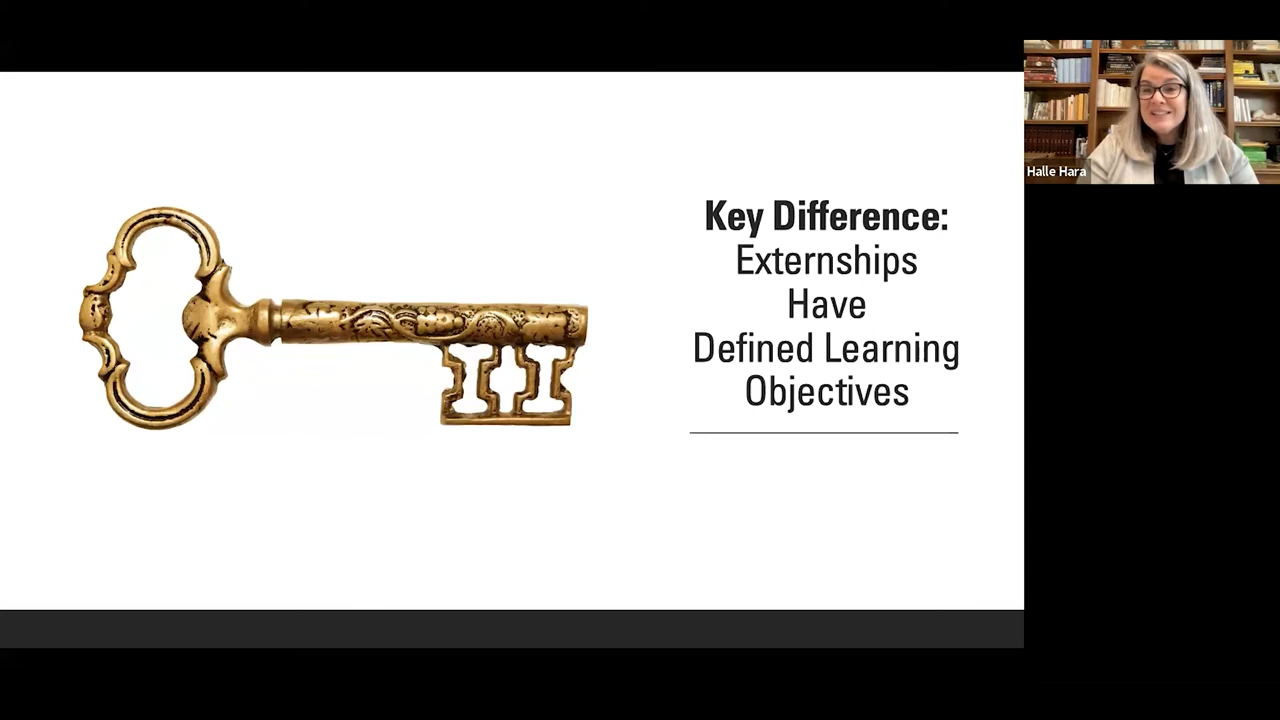 Key Difference:
Externships
Have
Defined Learning
Objectives
Halle Hara